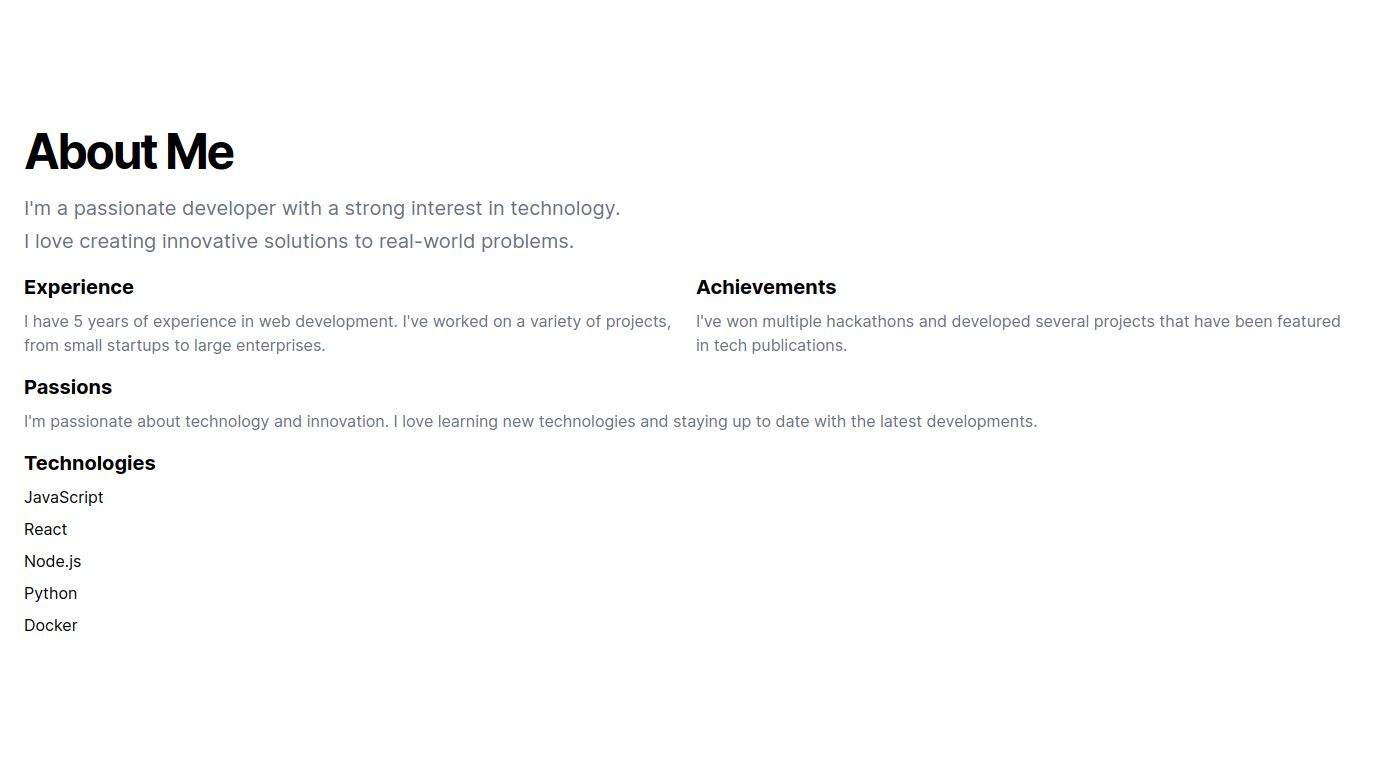 About Me
I'm a passionate developer with a strong interest in technology.
I love creating innovative solutions to real-world problems.
Experience
I have 5 years of experience in web development. I've worked on a variety of projects,
from small startups to large enterprises.
Achievements
I've won multiple hackathons and developed several projects that have been featured
in tech publications.
Passions
I'm passionate about technology and innovation. I love learning new technologies and staying up to date with the latest developments.
Technologies
JavaScript
React
Node.js
Python
Docker